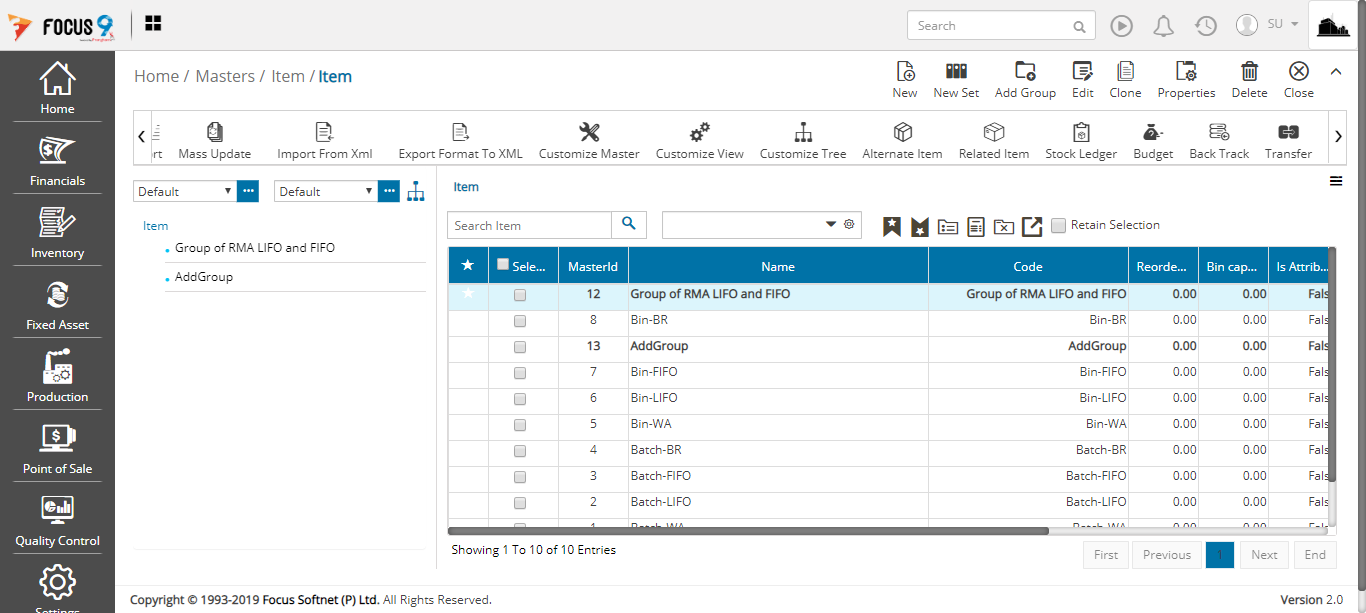 FOCUS 9
Search
SU
Home / Masters / Item / Item
New
New Set
Add Group
Edit
Clone
Properties
Delete
Close
rt
Mass Update
Import From Xml
Export Format To XML
Customize Master
Customize View
Customize Tree
Alternate Item
Related Item
Stock Ledger
Budget
Back Track
Transfer
Home
Financials
Inventory
Fixed Asset
Production
Point of Sale
Quality Control
Settings
Default
Default
Item
Group of RMA LIFO and FIFO
AddGroup
Item
Search Item
Retain Selection
Sele... MasterId Name Code Reorde... Bin cap... Is Attrib...
12 Group of RMA LIFO and FIFO Group of RMA LIFO and FIFO 0.00 0.00 Fals
8 Bin-BR Bin-BR 0.00 0.00 Fals
13 AddGroup AddGroup 0.00 0.00 Fals
7 Bin-FIFO Bin-FIFO 0.00 0.00 Fals
6 Bin-LIFO Bin-LIFO 0.00 0.00 Fals
5 Bin-WA Bin-WA 0.00 0.00 Fals
4 Batch-BR Batch-BR 0.00 0.00 Fals
3 Batch-FIFO Batch-FIFO 0.00 0.00 Fals
2 Batch-LIFO Batch-LIFO 0.00 0.00 Fals
1 Batch-WA Batch-WA 0.00 0.00 Fals
Showing 1 To 10 of 10 Entries
First
Previous
1
Next
End
Copyright © 1993-2019 Focus Softnet (P) Ltd. All Rights Reserved.
Version 2.0